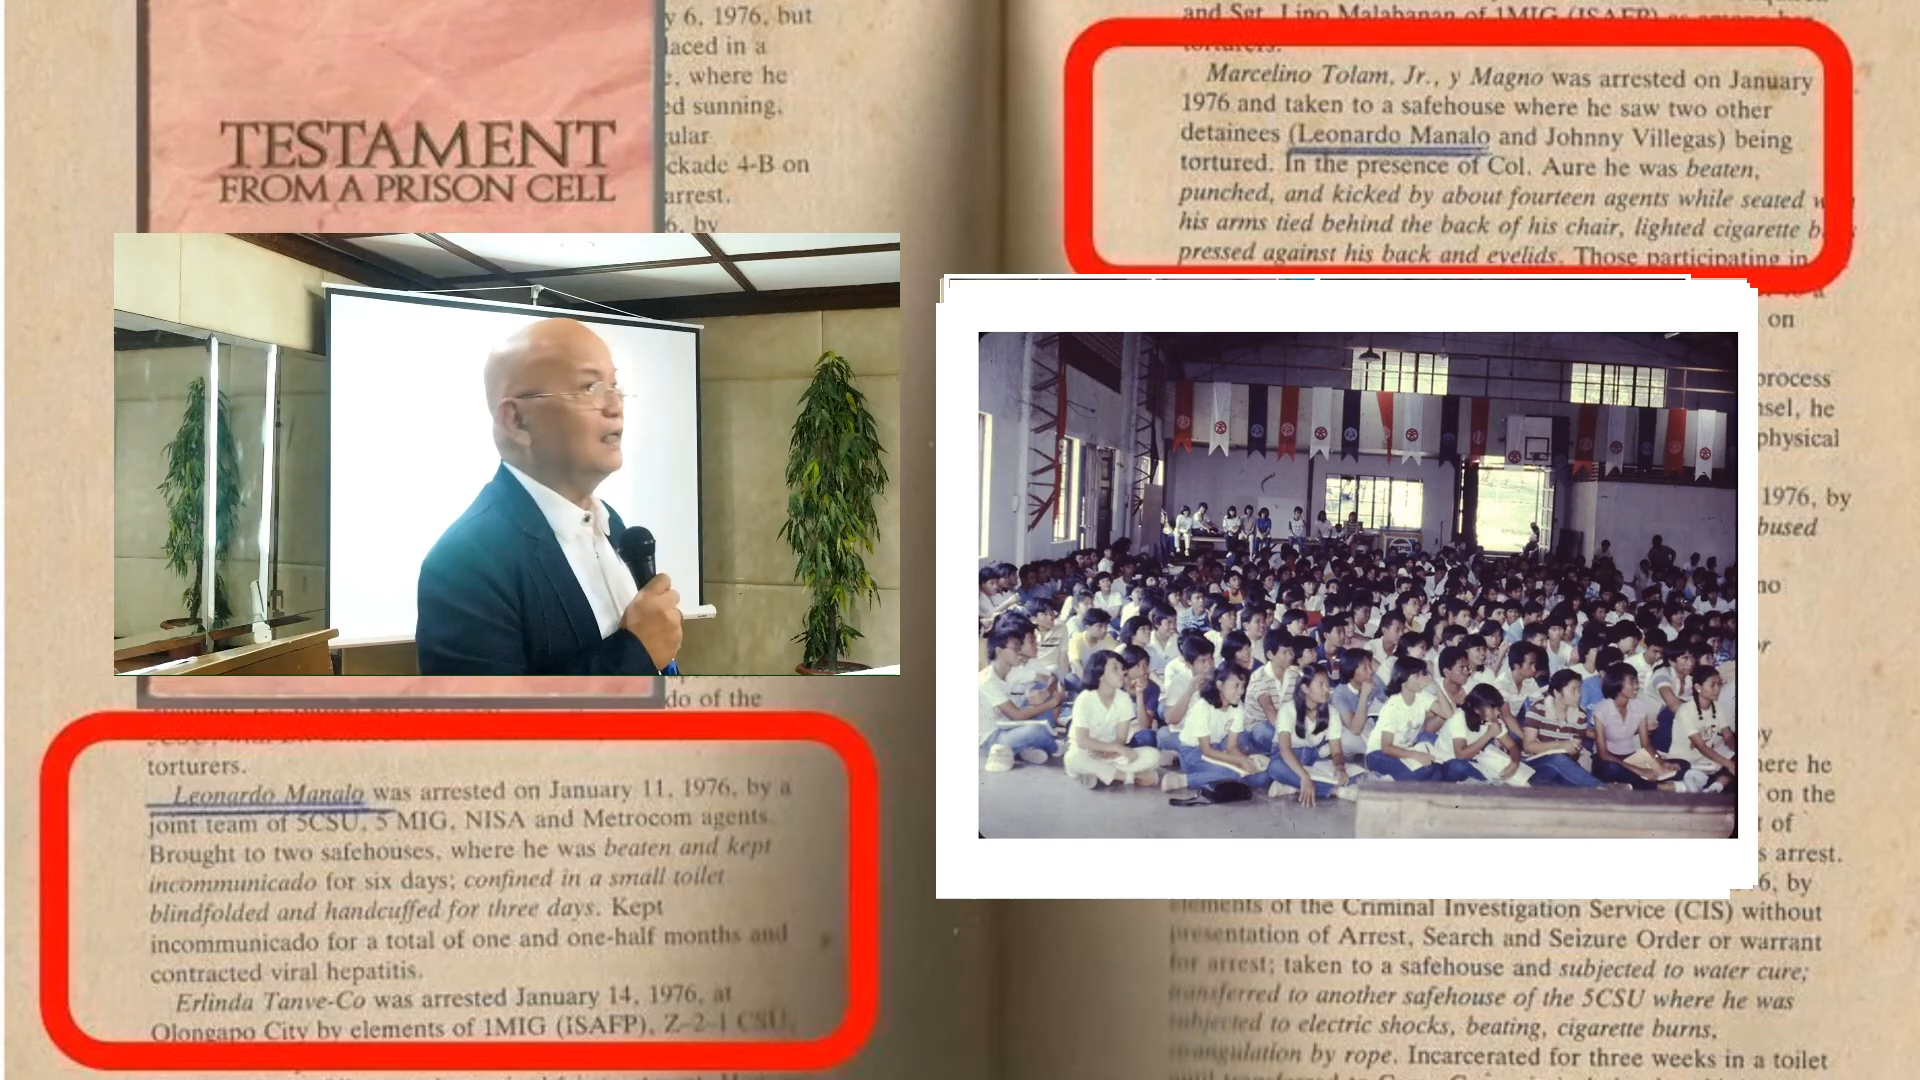 y 6, 1976, but
laced in a
e, where he
ed sunning,
ular
ckade 4-B on
arrest.
6, by
TESTAMENT
FROM A PRISON CELL
do of the
torturers.
Leonardo Manalo was arrested on January 11, 1976, by a
joint team of 5CSU, 5 MIG, NISA and Metrocom agents.
Brought to two safehouses, where he was beaten and kept
incommunicado for six days; confined in a small toilet
blindfolded and handcuffed for three days. Kept
incommunicado for a total of one and one-half months and
contracted viral hepatitis.
Erlinda Tanve-Co was arrested January 14, 1976, at
Olongapo City by elements of 1MIG (ISAFP), Z-2-1 CSU,
and Sgt. Lino Malabanan of 1MIG (ISAFP)
torturers.
Marcelino Tolam, Jr., y Magno was arrested on January
1976 and taken to a safehouse where he saw two other
detainees (Leonardo Manalo and Johnny Villegas) being
tortured. In the presence of Col. Aure he was beaten,
punched, and kicked by about fourteen agents while seated
his arms tied behind the back of his chair, lighted cigarette
pressed against his back and eyelids. Those participating in
on
process
nsel, he
physical
1976, by
bused
no
r
y
here he
on the
t of
s arrest.
6, by
elements of the Criminal Investigation Service (CIS) without
presentation of Arrest, Search and Seizure Order or warrant
for arrest; taken to a safehouse and subjected to water cure;
transferred to another safehouse of the 5CSU where he was
subjected to electric shocks, beating, cigarette burns,
strangulation by rope. Incarcerated for three weeks in a toilet